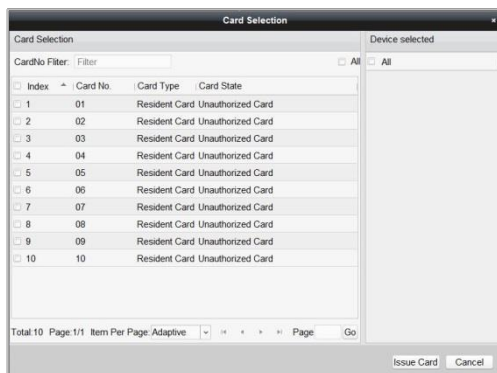 Card Selection
Card Selection
Device selected
CardNo Fliter: Filter
All
All
Index Card No. Card Type Card State
1 01 Resident Card Unauthorized Card
2 02 Resident Card Unauthorized Card
3 03 Resident Card Unauthorized Card
4 04 Resident Card Unauthorized Card
5 05 Resident Card Unauthorized Card
6 06 Resident Card Unauthorized Card
7 07 Resident Card Unauthorized Card
8 08 Resident Card Unauthorized Card
9 09 Resident Card Unauthorized Card
10 10 Resident Card Unauthorized Card
Total:10 Page:1/1 Item Per Page: Adaptive Page Go
Issue Card Cancel